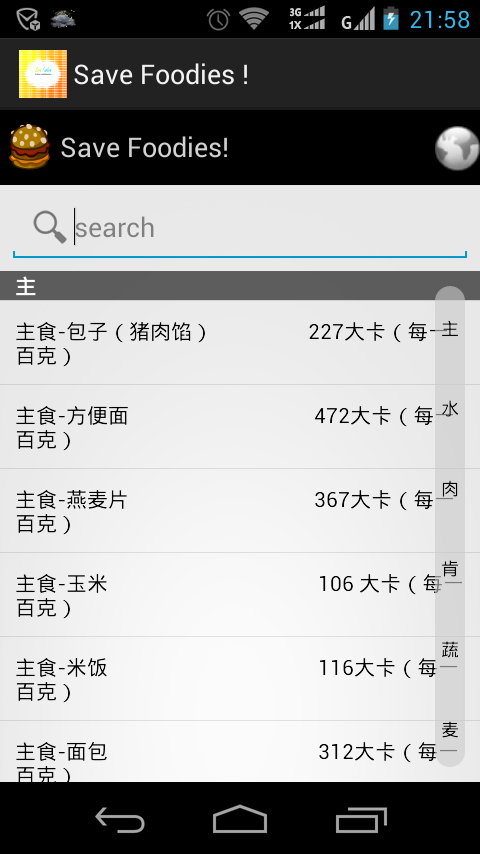 3G
1X
G
21:58
Save Foodies !
Save Foodies!
search
主
主食-包子（猪肉馅） 227大卡（每一
百克）
主
主食-方便面 472大卡（每一
百克）
水
主食-燕麦片 367大卡（每一
百克）
肉
主食-玉米 106 大卡（每一
百克）
肯
主食-米饭 116大卡（每一
百克）
蔬
主食-面包 312大卡（每一
百克）
麦